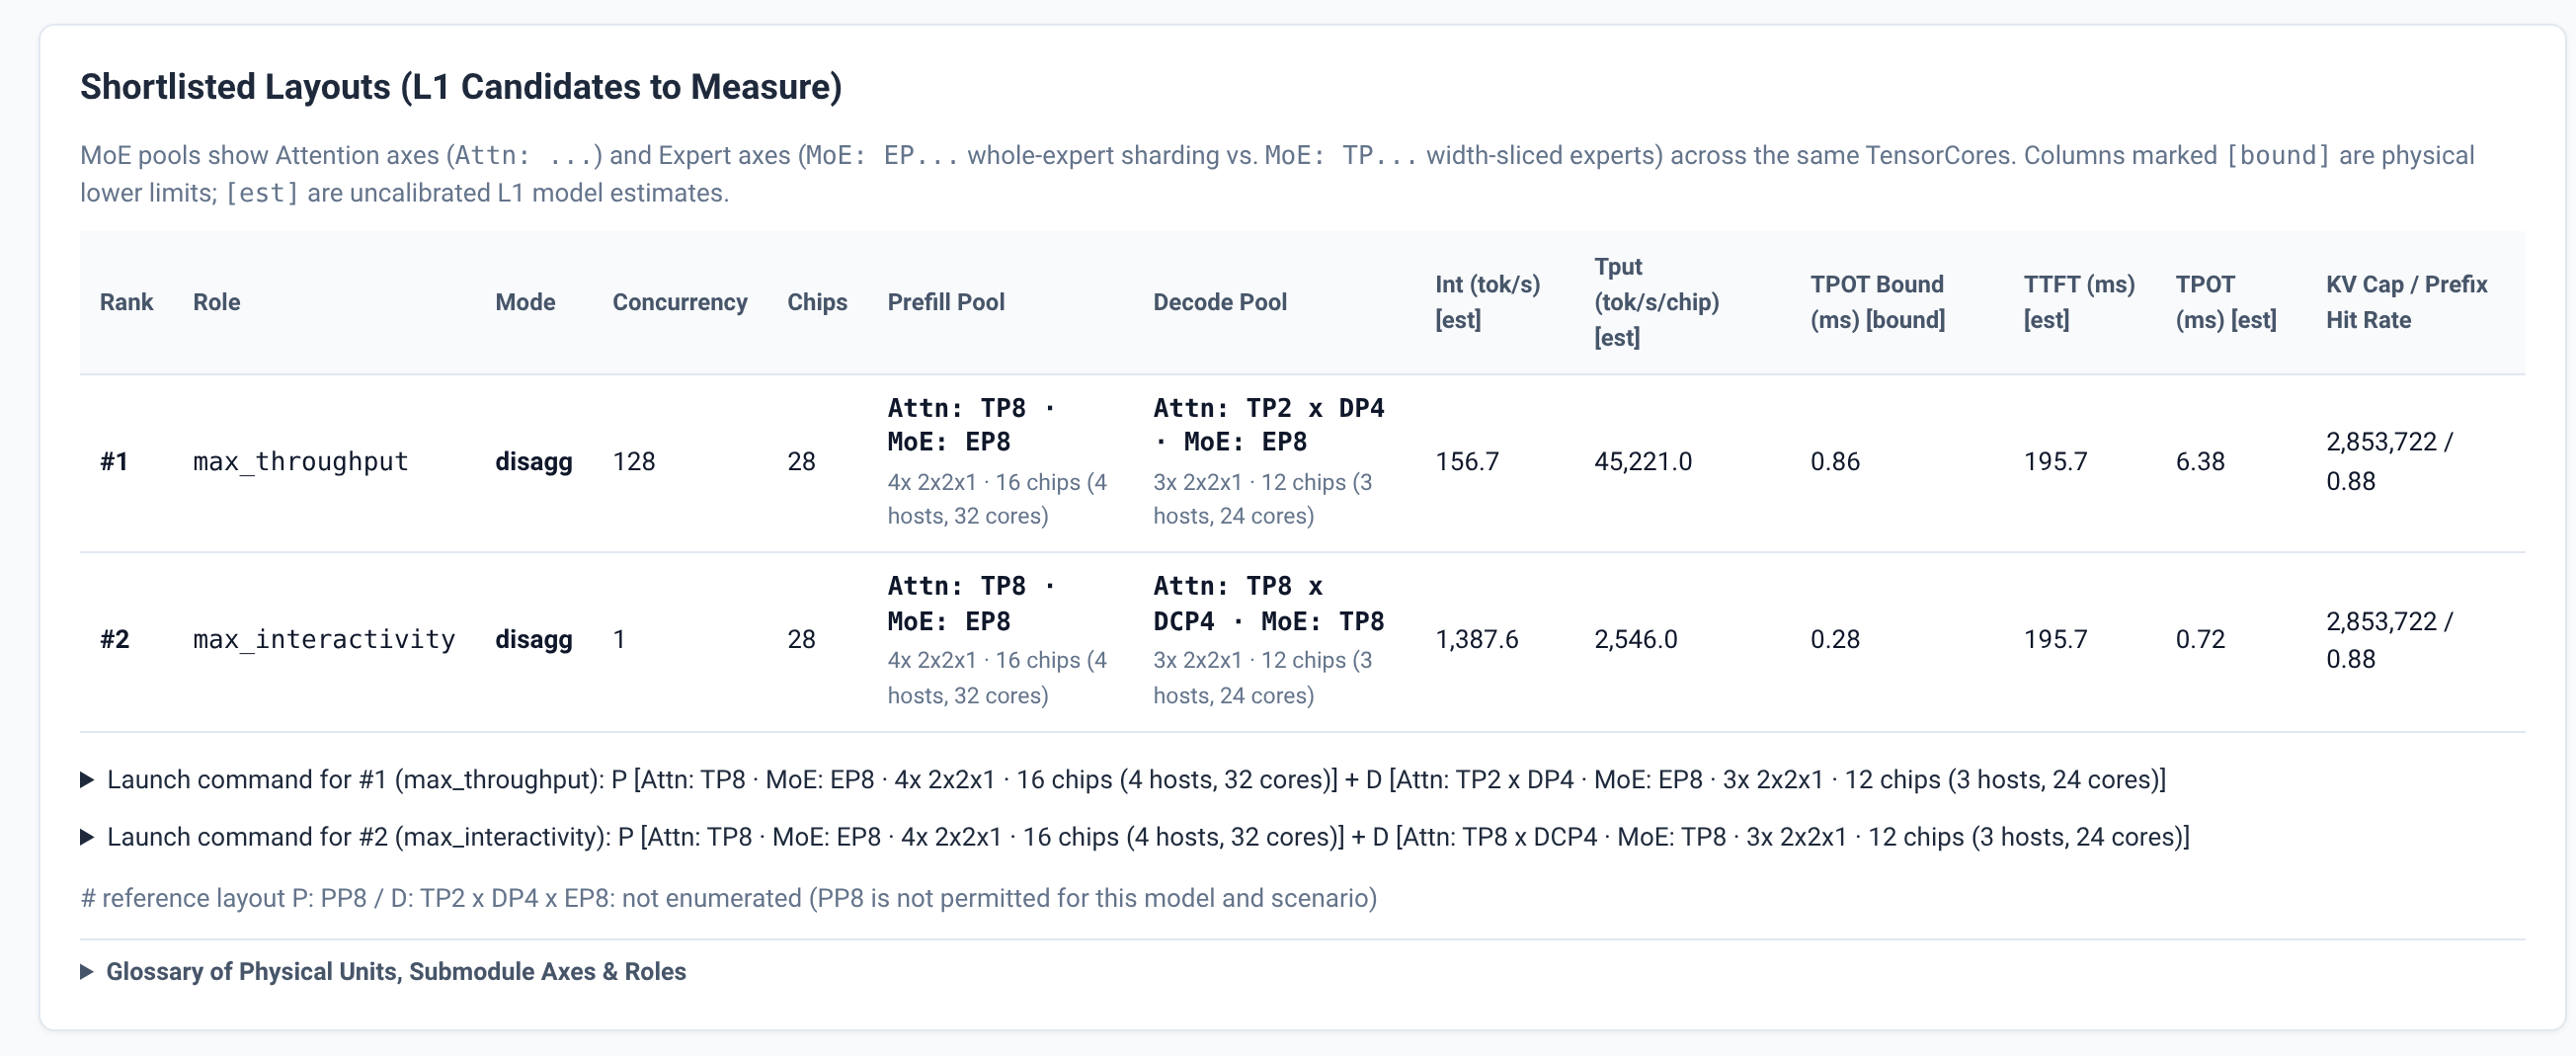 Shortlisted Layouts (L1 Candidates to Measure)
MoE pools show Attention axes (Attn: ...) and Expert axes (MoE: EP... whole-expert sharding vs. MoE: TP... width-sliced experts) across the same TensorCores. Columns marked [bound] are physical
lower limits; [est] are uncalibrated L1 model estimates.
Rank
Role
Mode
Concurrency
Chips
Prefill Pool
Decode Pool
Int (tok/s)
[est]
Tput
(tok/s/chip)
[est]
TPOT Bound
(ms) [bound]
TTFT (ms)
[est]
TPOT
(ms) [est]
KV Cap / Prefix
Hit Rate
#1
max_throughput
disagg
128
28
Attn: TP8 ·
MoE: EP8
4x 2x2x1 · 16 chips (4
hosts, 32 cores)
Attn: TP2 x DP4
· MoE: EP8
3x 2x2x1 · 12 chips (3
hosts, 24 cores)
156.7
45,221.0
0.86
195.7
6.38
2,853,722 /
0.88
#2
max_interactivity
disagg
1
28
Attn: TP8 ·
MoE: EP8
4x 2x2x1 · 16 chips (4
hosts, 32 cores)
Attn: TP8 x
DCP4 · MoE: TP8
3x 2x2x1 · 12 chips (3
hosts, 24 cores)
1,387.6
2,546.0
0.28
195.7
0.72
2,853,722 /
0.88
▶ Launch command for #1 (max_throughput): P [Attn: TP8 · MoE: EP8 · 4x 2x2x1 · 16 chips (4 hosts, 32 cores)] + D [Attn: TP2 x DP4 · MoE: EP8 · 3x 2x2x1 · 12 chips (3 hosts, 24 cores)]
▶ Launch command for #2 (max_interactivity): P [Attn: TP8 · MoE: EP8 · 4x 2x2x1 · 16 chips (4 hosts, 32 cores)] + D [Attn: TP8 x DCP4 · MoE: TP8 · 3x 2x2x1 · 12 chips (3 hosts, 24 cores)]
# reference layout P: PP8 / D: TP2 x DP4 x EP8: not enumerated (PP8 is not permitted for this model and scenario)
▶ Glossary of Physical Units, Submodule Axes & Roles